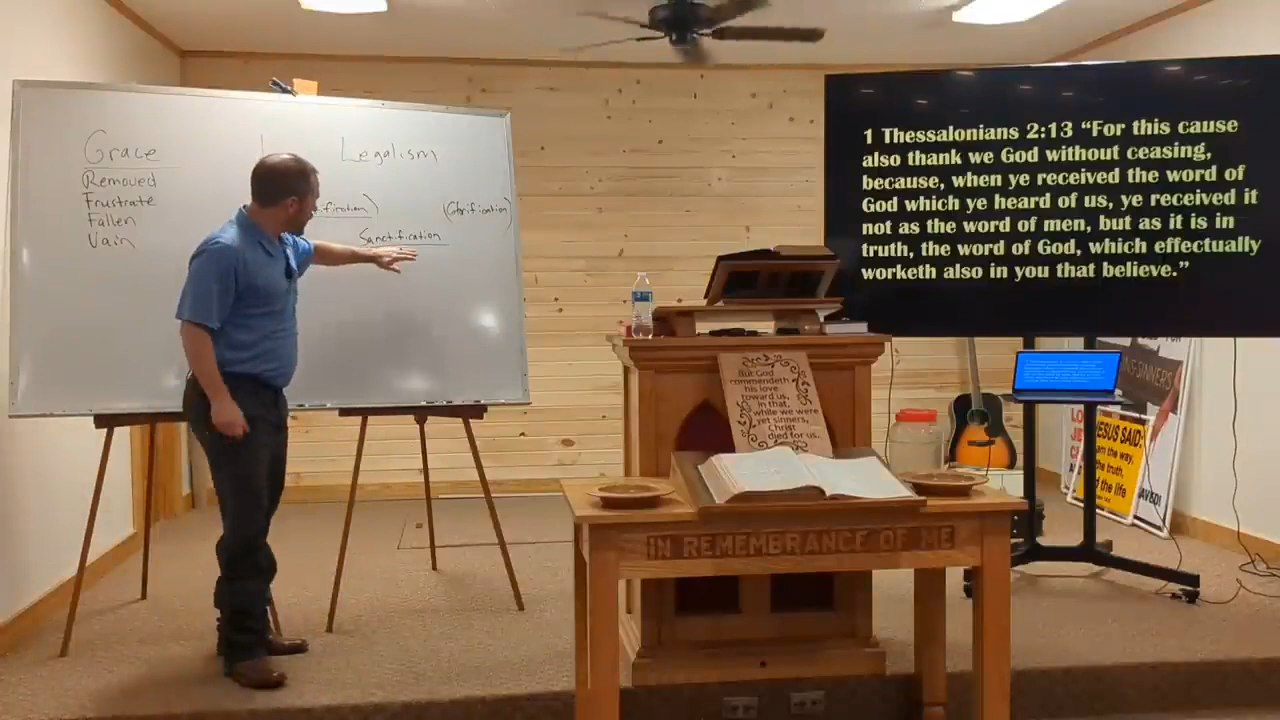 Grace
Legalism
Removed
Frustrate
Fallen
Vain
(Glorification)
Sanctification
1 Thessalonians 2:13 “For this cause
also thank we God without ceasing,
because, when ye received the word of
God which ye heard of us, ye received it
not as the word of men, but as it is in
truth, the word of God, which effectually
worketh also in you that believe.”
But God
commendeth
his love
toward us,
in that,
while we were
yet sinners,
Christ
died for us.
IN REMEMBRANCE OF ME
JESUS SAID:
am the way,
the truth,
the life